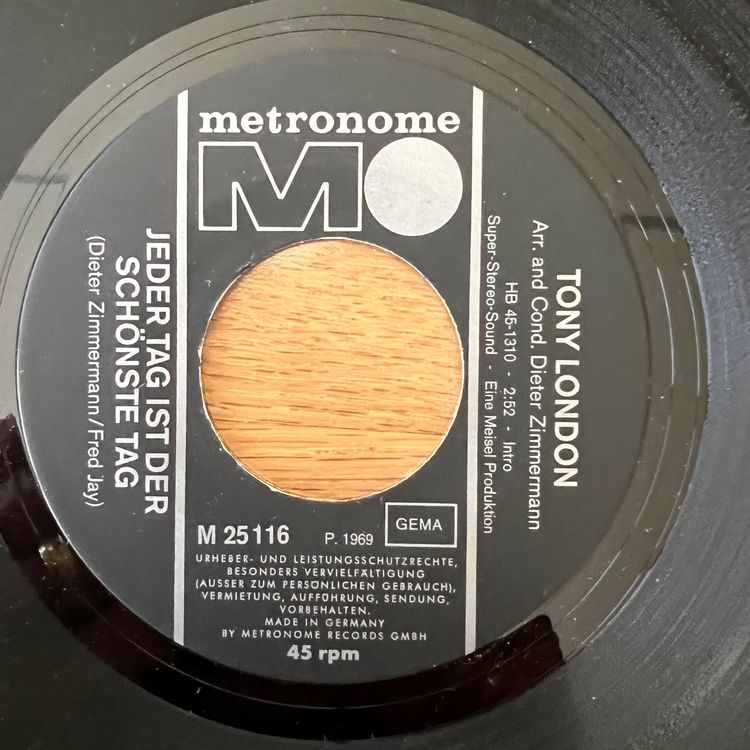 metronome
M
JEDER TAG IST DER
SCHÖNSTE TAG
(Dieter Zimmermann/Fred Jay)
TONY LONDON
Arr. and Cond. Dieter Zimmermann
HB 45-1310 - 2:52 - Intro
Super-Stereo-Sound - Eine Meisel Produktion
M 25116 P. 1969 GEMA
URHEBER- UND LEISTUNGSSCHUTZRECHTE,
BESONDERS VERVIELFÄLTIGUNG
(AUSSER ZUM PERSÖNLICHEN GEBRAUCH),
VERMIETUNG, AUFFÜHRUNG, SENDUNG,
VORBEHALTEN.
MADE IN GERMANY
BY METRONOME RECORDS GMBH
45 rpm